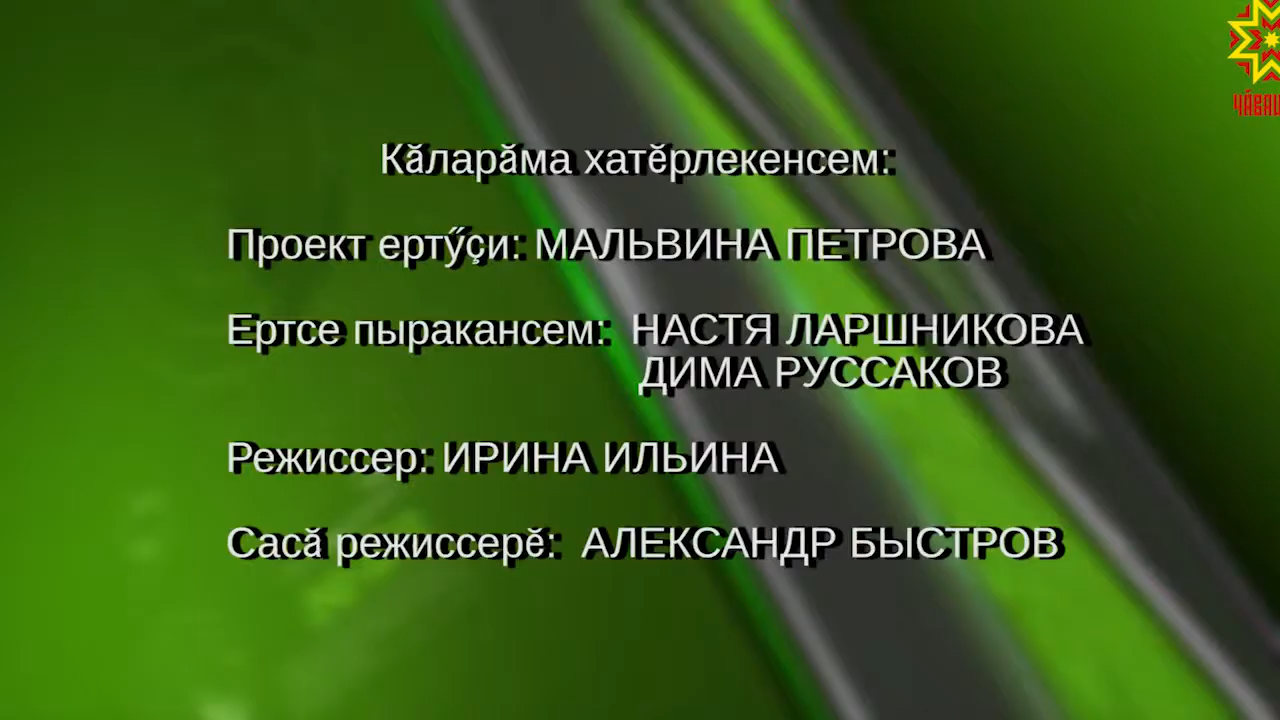 Кӑларӑма хатӗрлекенсем:
Проект ертӳҫи: МАЛЬВИНА ПЕТРОВА
Ертсе пыракансем: НАСТЯ ЛАРШНИКОВА
ДИМА РУССАКОВ
Режиссер: ИРИНА ИЛЬИНА
Сасӑ режиссерӗ: АЛЕКСАНДР БЫСТРОВ